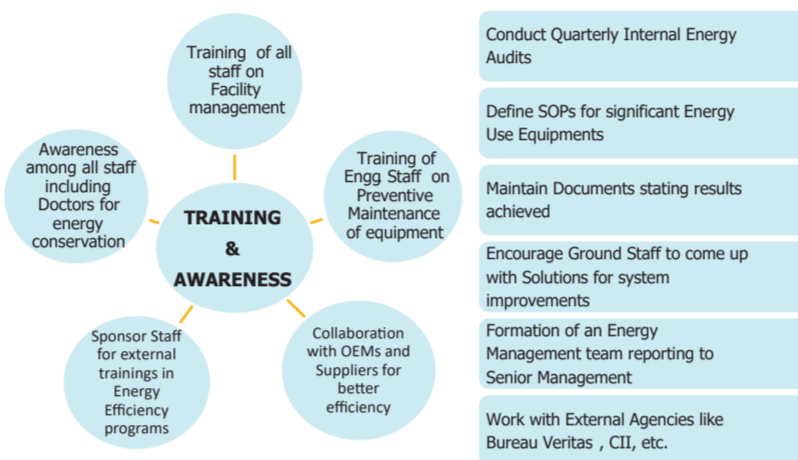 Training of all
staff on
Facility
management
Awareness
among all staff
including
Doctors for
energy
conservation
Training of
Engg Staff on
Preventive
Maintenance
of equipment
TRAINING
&
AWARENESS
Sponsor Staff
for external
trainings in
Energy
Efficiency
programs
Collaboration
with OEMs and
Suppliers for
better
efficiency
Conduct Quarterly Internal Energy
Audits
Define SOPs for significant Energy
Use Equipments
Maintain Documents stating results
achieved
Encourage Ground Staff to come up
with Solutions for system
improvements
Formation of an Energy
Management team reporting to
Senior Management
Work with External Agencies like
Bureau Veritas , CII, etc.